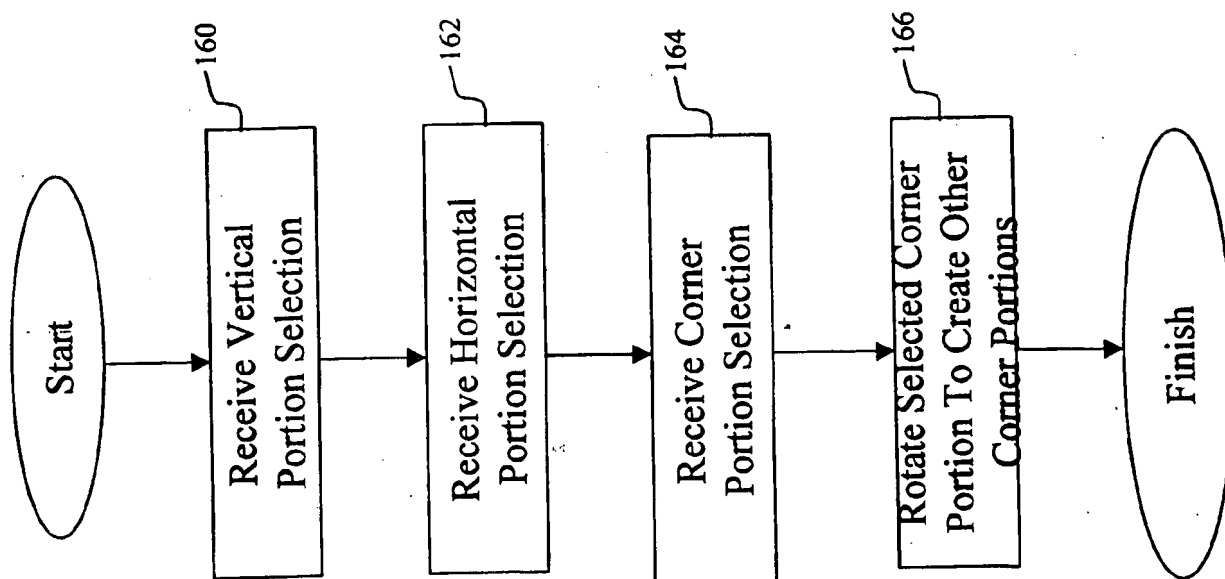 Start
160
Receive Vertical
Portion Selection
162
Receive Horizontal
Portion Selection
164
Receive Corner
Portion Selection
166
Rotate Selected Corner
Portion To Create Other
Corner Portions
Finish